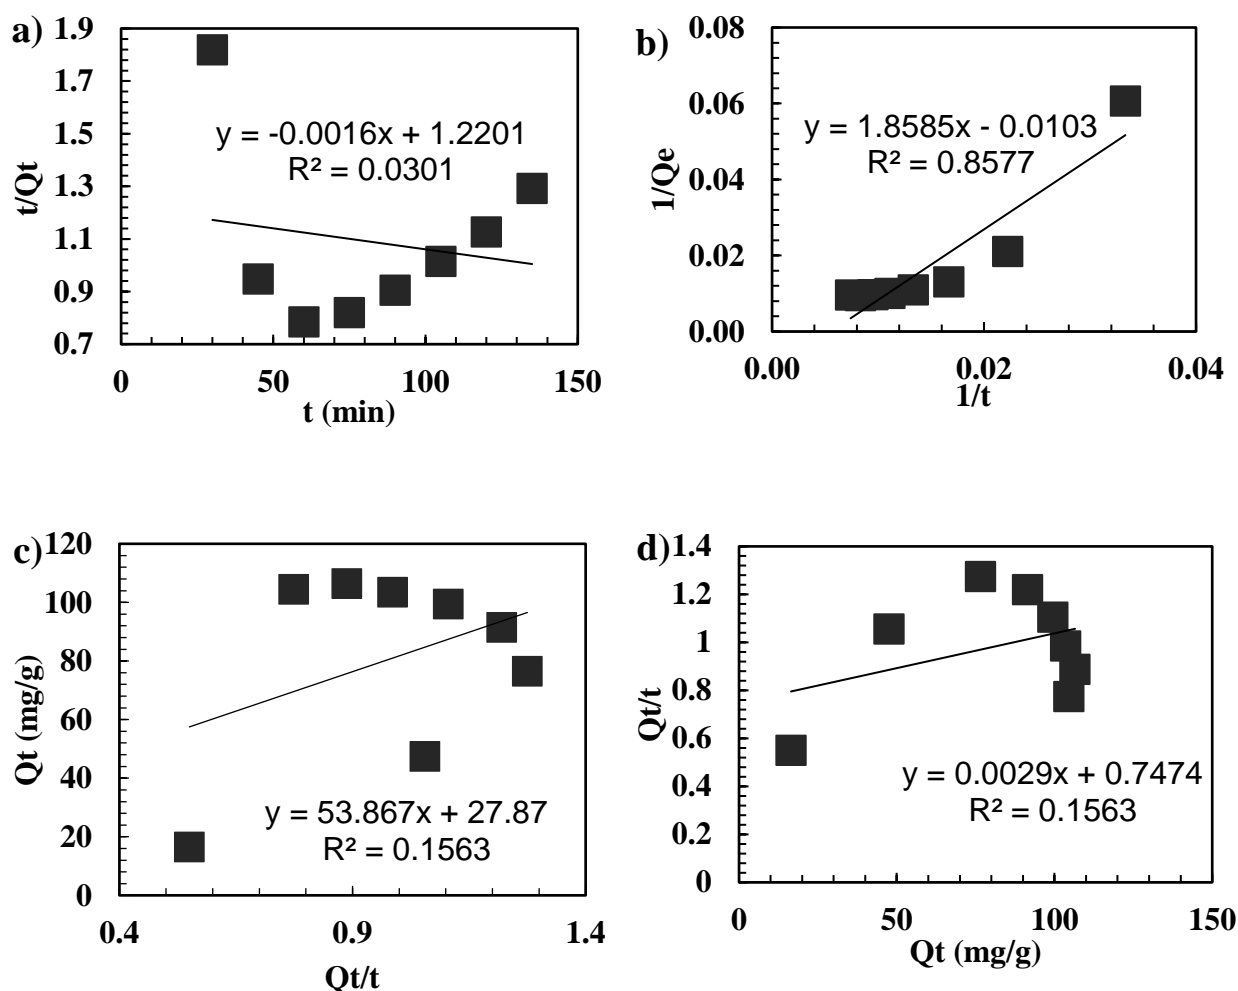 a)
1.9
1.7
1.5
1.3
1.1
0.9
0.7
t/Qt
y = -0.0016x + 1.2201
R² = 0.0301
0 50 100 150
t (min)
b)
0.08
0.06
0.04
0.02
0.00
1/Qe
y = 1.8585x - 0.0103
R² = 0.8577
0.00 0.02 0.04
1/t
c)
120
100
80
60
40
20
0
Qt (mg/g)
y = 53.867x + 27.87
R² = 0.1563
0.4 0.9 1.4
Qt/t
d)
1.4
1.2
1
0.8
0.6
0.4
0.2
0
Qt/t
y = 0.0029x + 0.7474
R² = 0.1563
0 50 100 150
Qt (mg/g)